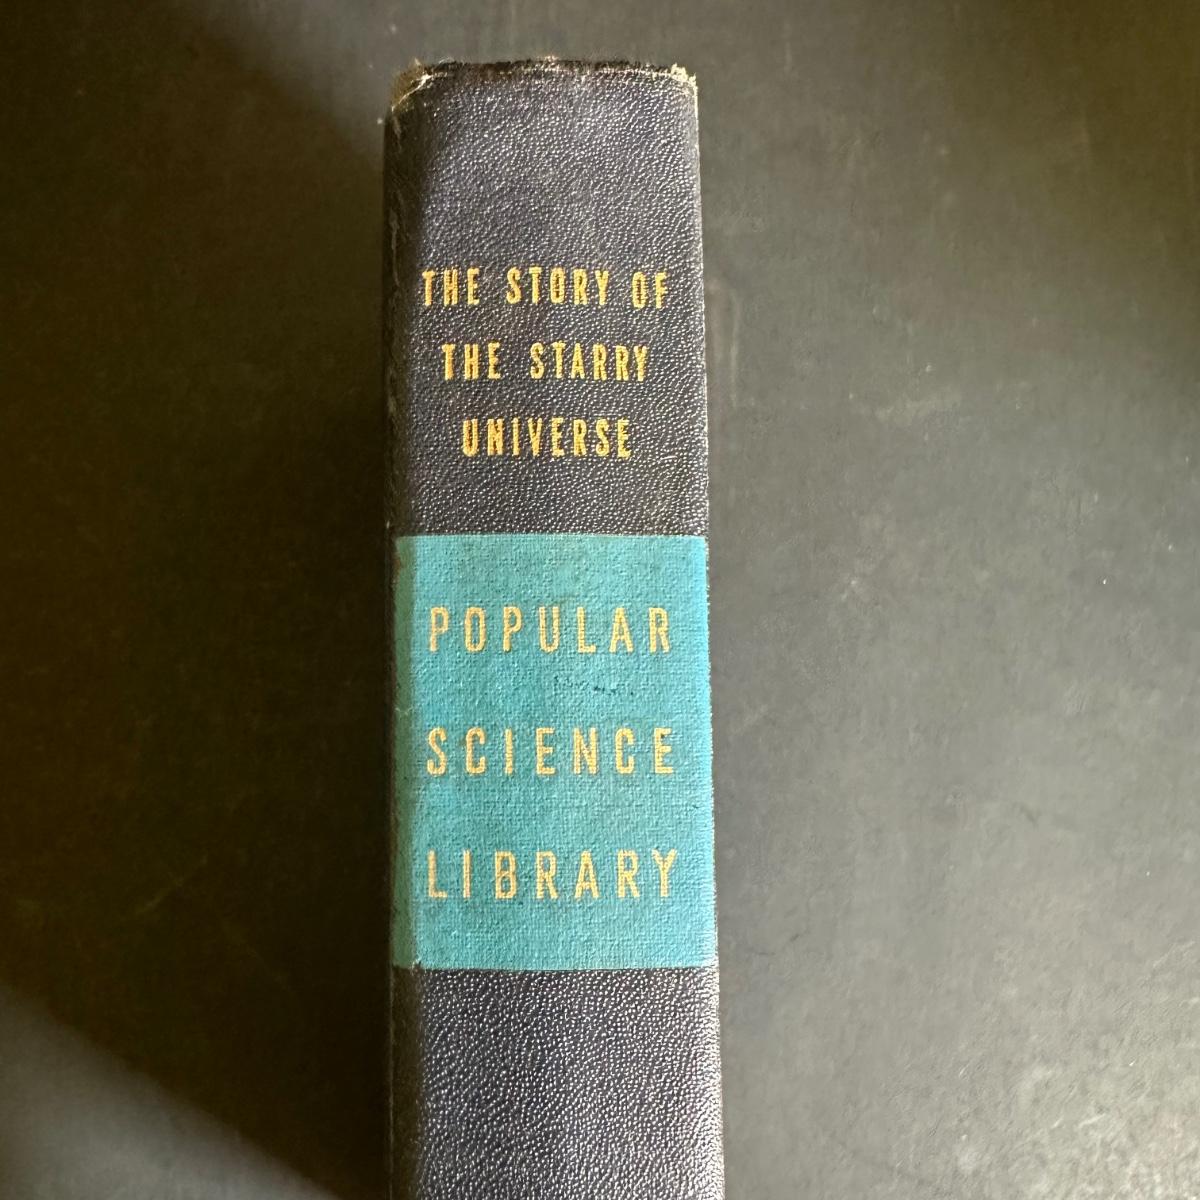 THE STORY OF
THE STARRY
UNIVERSE
POPULAR
SCIENCE
LIBRARY